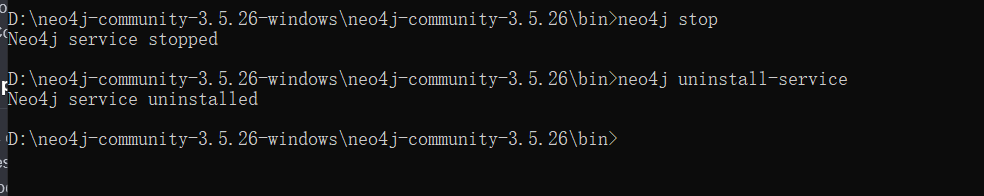 D:\neo4j-community-3.5.26-windows\neo4j-community-3.5.26\bin>neo4j stop
Neo4j service stopped
D:\neo4j-community-3.5.26-windows\neo4j-community-3.5.26\bin>neo4j uninstall-service
Neo4j service uninstalled
D:\neo4j-community-3.5.26-windows\neo4j-community-3.5.26\bin>